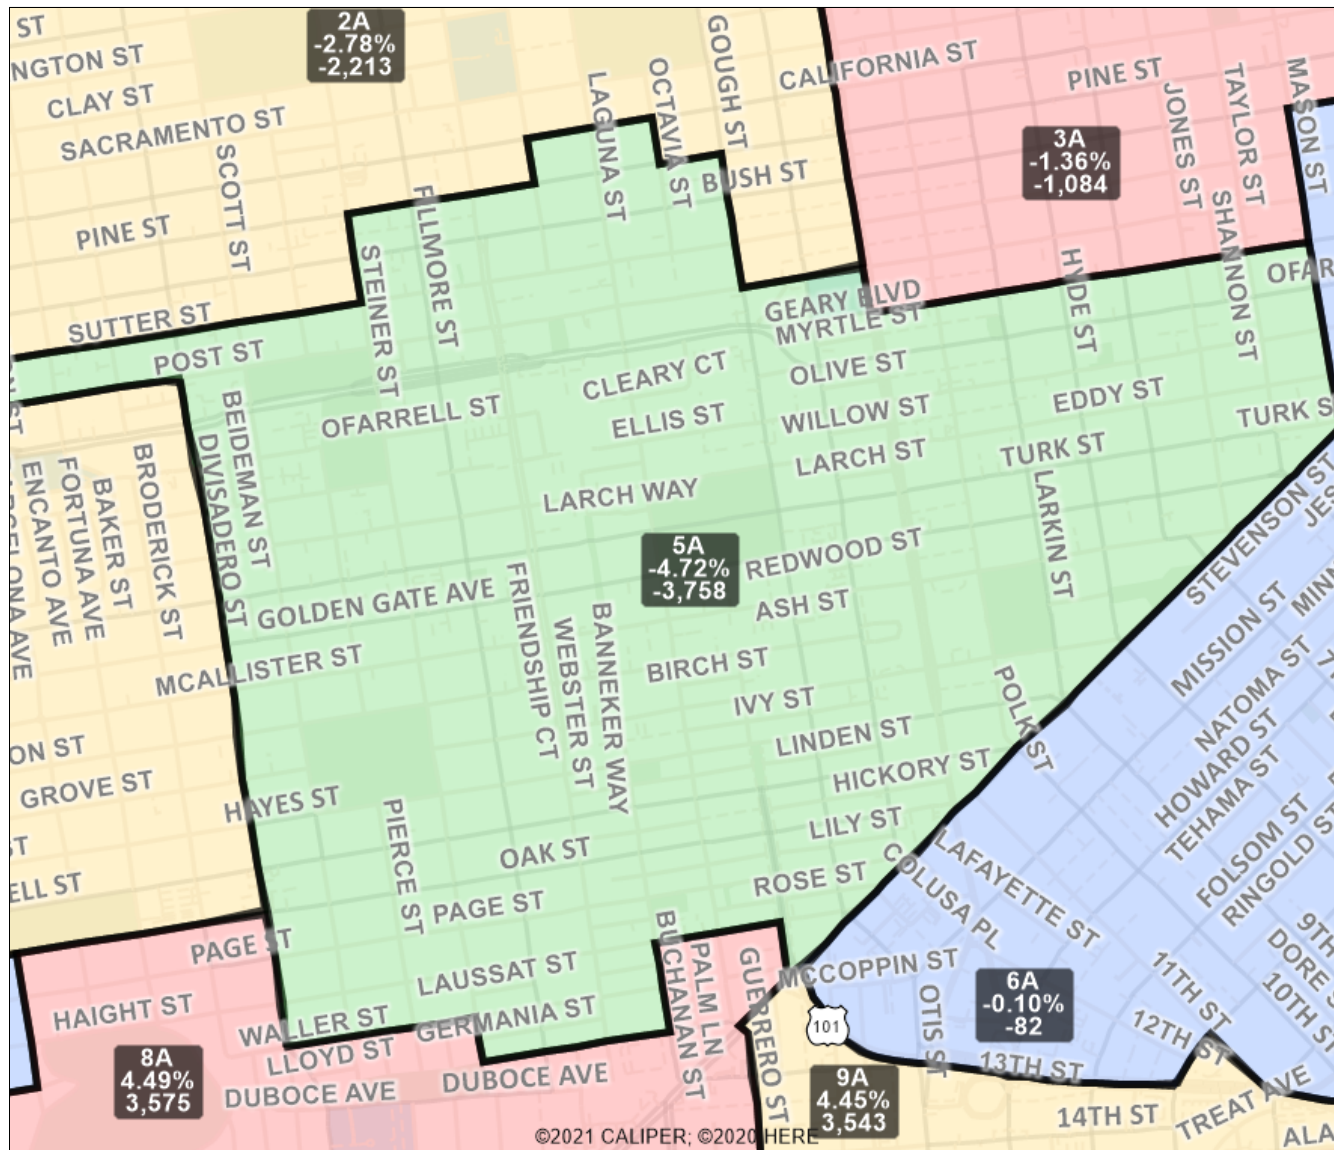 ST
NGTON ST
CLAY ST
SACRAMENTO ST
SCOTT ST
PINE ST
SUTTER ST
POST ST
2A
-2.78%
-2,213
LAGUNA ST
OCTAVIA ST
GOUGH ST
BUSH ST
CALIFORNIA ST
PINE ST
JONES ST
TAYLOR ST
MASON ST
3A
-1.36%
-1,084
SHANNON ST
HYDE ST
OFAR
FILLMORE ST
STEINER ST
GEARY BLVD
MYRTLE ST
CLEARY CT
OLIVE ST
OFARRELL ST
ELLIS ST
WILLOW ST
EDDY ST
TURK S
LARCH ST
TURK ST
LARCH WAY
LARKIN ST
BEIDEMAN ST
DIVISADERO ST
BRODERICK ST
BAKER ST
FORTUNA AVE
ENCANTO AVE
ONA AVE
N ST
5A
-4.72%
-3,758
REDWOOD ST
GOLDEN GATE AVE
ASH ST
MCALLISTER ST
FRIENDSHIP CT
WEBSTER ST
BANNEKER WAY
BIRCH ST
IVY ST
POLK ST
LINDEN ST
HICKORY ST
ON ST
GROVE ST
HAYES ST
ST
ELL ST
PIERCE ST
OAK ST
LILY ST
PAGE ST
ROSE ST
STEVENSON ST
JES
MINN
MISSION ST
NATOMA ST
HOWARD ST
TEHAMA ST
FOLSOM ST
RINGOLD ST
LAFAYETTE ST
COLUSA PL
9TH
DORE S
10TH ST
11TH ST
12TH ST
PAGE ST
HAIGHT ST
WALLER ST
LLOYD ST
DUBOCE AVE
LAUSSAT ST
GERMANIA ST
DUBOCE AVE
BUCHANAN ST
PALM LN
GUERRERO ST
MCCOPPIN ST
OTIS ST
101
6A
-0.10%
-82
13TH ST
14TH ST
TREAT AVE
ALA
8A
4.49%
3,575
9A
4.45%
3,543
©2021 CALIPER; ©2020 HERE